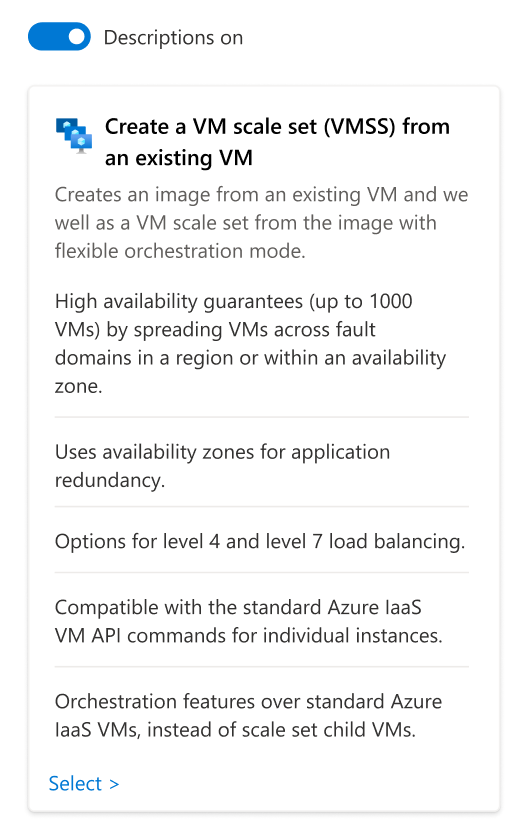 Descriptions on
Create a VM scale set (VMSS) from
an existing VM
Creates an image from an existing VM and we
well as a VM scale set from the image with
flexible orchestration mode.
High availability guarantees (up to 1000
VMs) by spreading VMs across fault
domains in a region or within an availability
zone.
Uses availability zones for application
redundancy.
Options for level 4 and level 7 load balancing.
Compatible with the standard Azure IaaS
VM API commands for individual instances.
Orchestration features over standard Azure
IaaS VMs, instead of scale set child VMs.
Select >